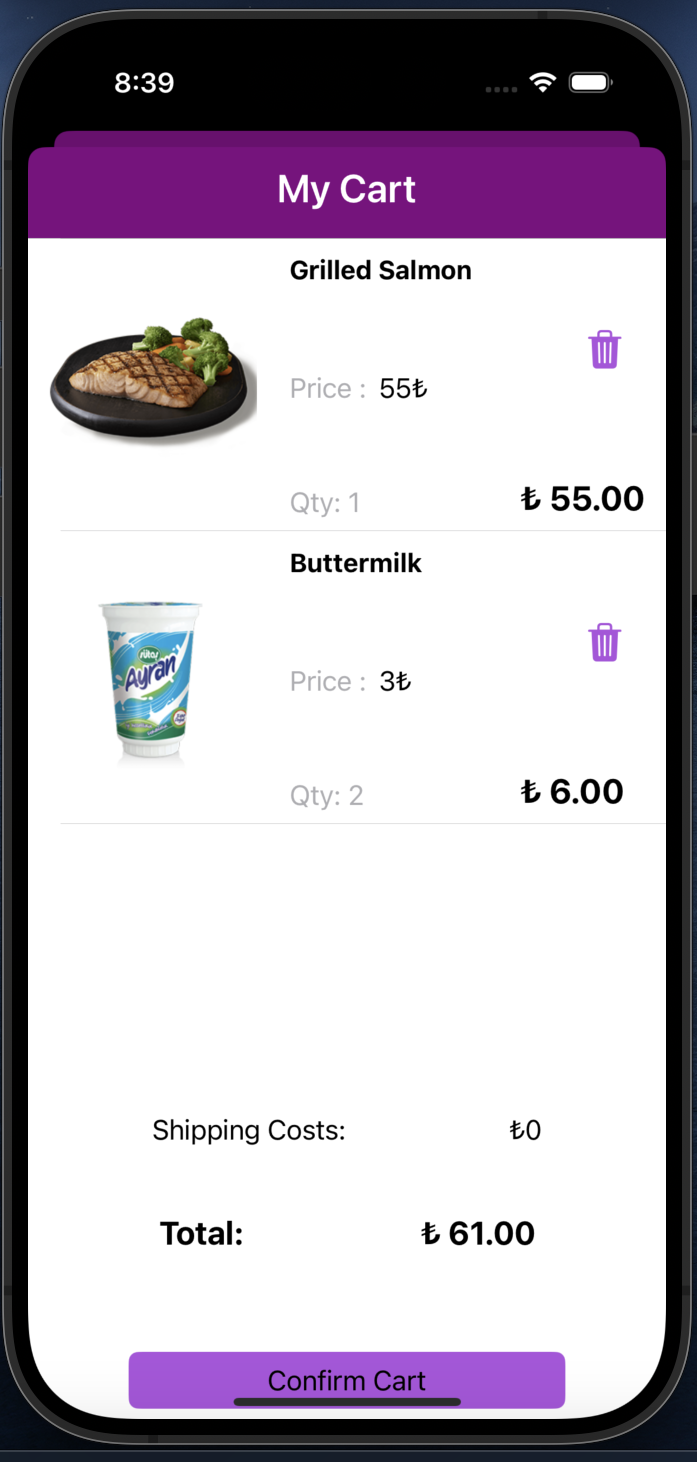 8:39
My Cart
Grilled Salmon
Price : 55₺
Qty: 1
₺ 55.00
Buttermilk
sütaş
Ayran
Price : 3₺
Qty: 2
₺ 6.00
Shipping Costs: ₺0
Total: ₺ 61.00
Confirm Cart